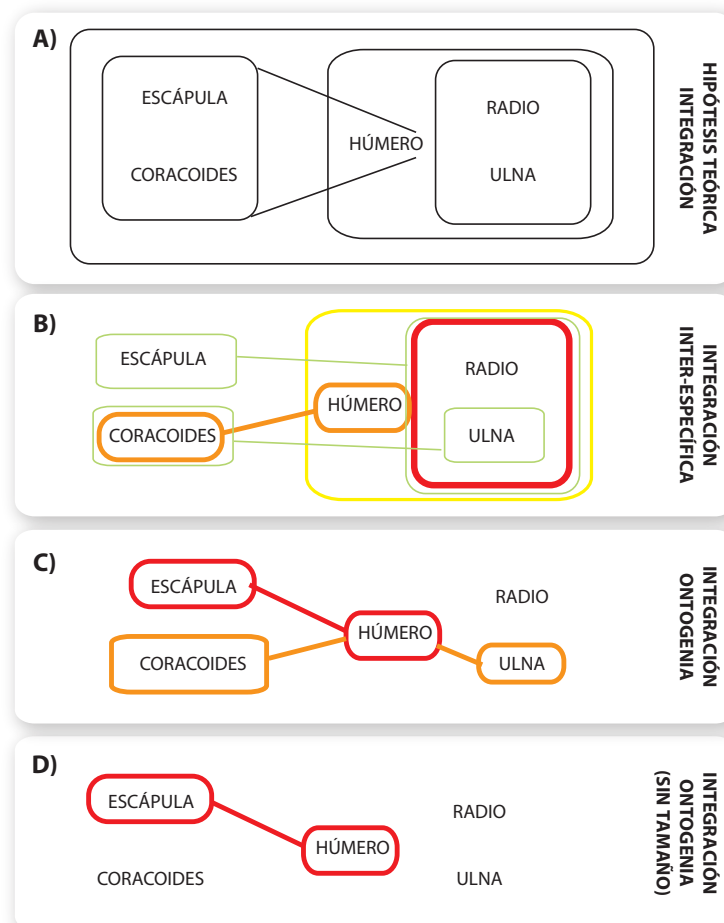 A)
ESCÁPULA
RADIO
HÚMERO
CORACOIDES
ULNA
HIPÓTESIS TEÓRICA
INTEGRACIÓN
B)
ESCÁPULA
RADIO
HÚMERO
CORACOIDES
ULNA
INTEGRACIÓN
INTER-ESPECÍFICA
C)
ESCÁPULA
RADIO
HÚMERO
CORACOIDES
ULNA
INTEGRACIÓN
ONTOGENIA
D)
ESCÁPULA
RADIO
HÚMERO
CORACOIDES
ULNA
INTEGRACIÓN
ONTOGENIA
(SIN TAMAÑO)